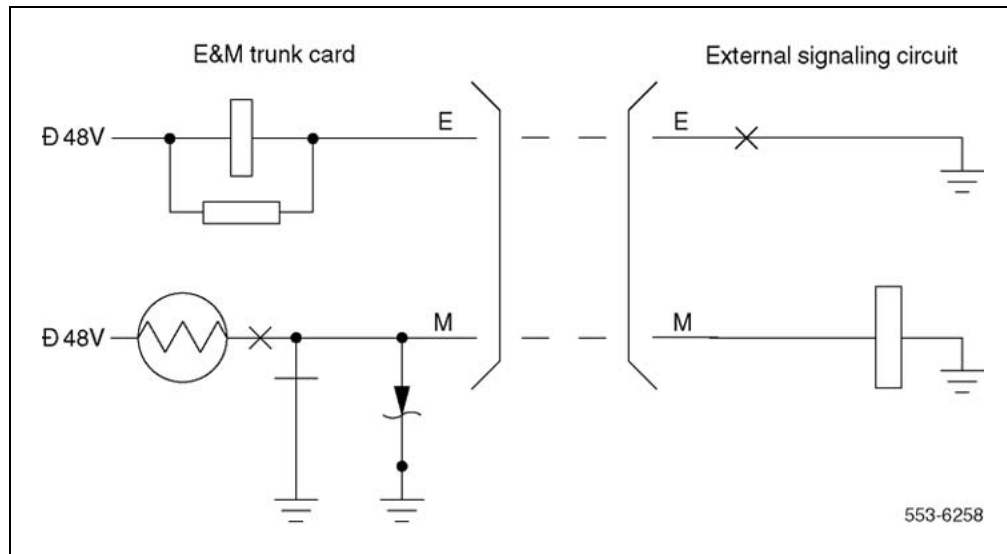 E&M trunk card
External signaling circuit
Ð 48V
E
E
Ð 48V
M
M
553-6258